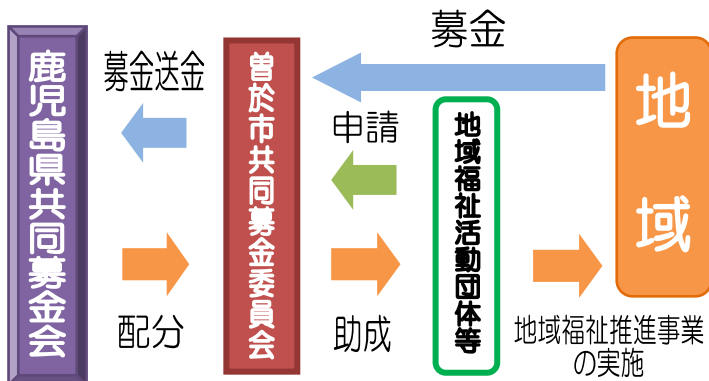 鹿児島県共同募金会
募金送金
配分
曽於市共同募金委員会
募金
申請
助成
地域福祉活動団体等
地域
地域福祉推進事業
の実施